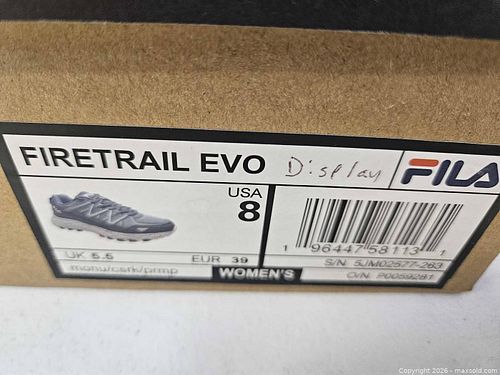 FIRETRAIL EVO Display FILA
USA
8
1 96447 58113 1
UK 5.5 EUR 39
S/N. 5JM02577-263
WOMEN'S
O/N. P0059281
Copyright © 2026 - maxsold.com